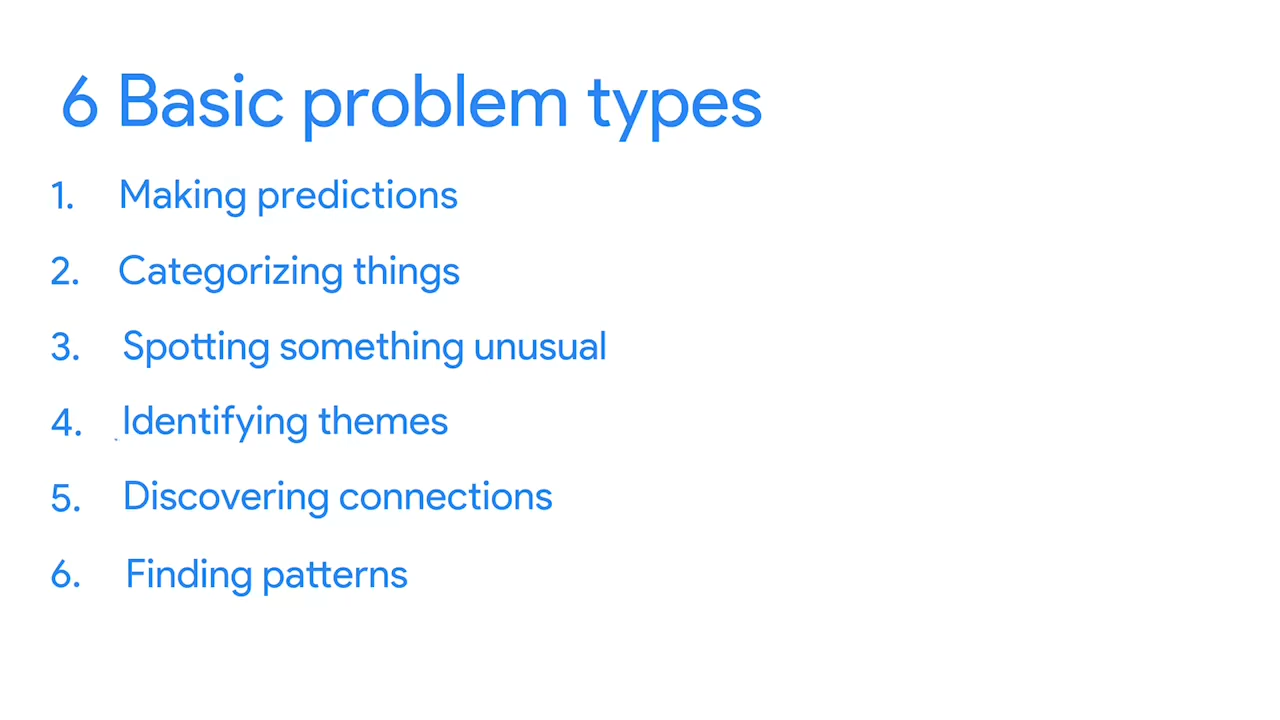 6 Basic problem types
1. Making predictions
2. Categorizing things
3. Spotting something unusual
4. Identifying themes
5. Discovering connections
6. Finding patterns